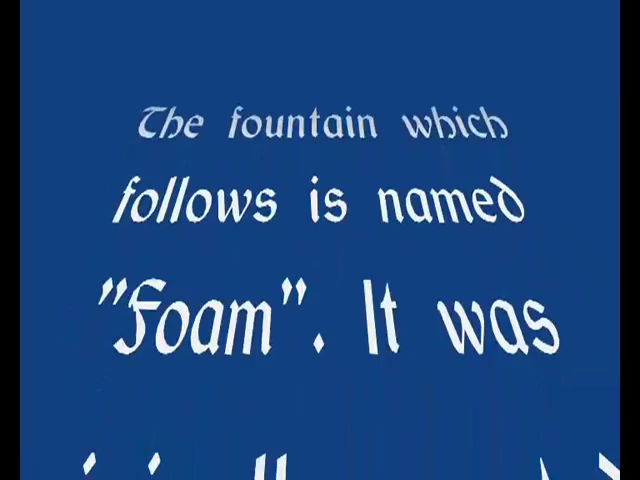 The fountain which
follows is named
"Foam". It was